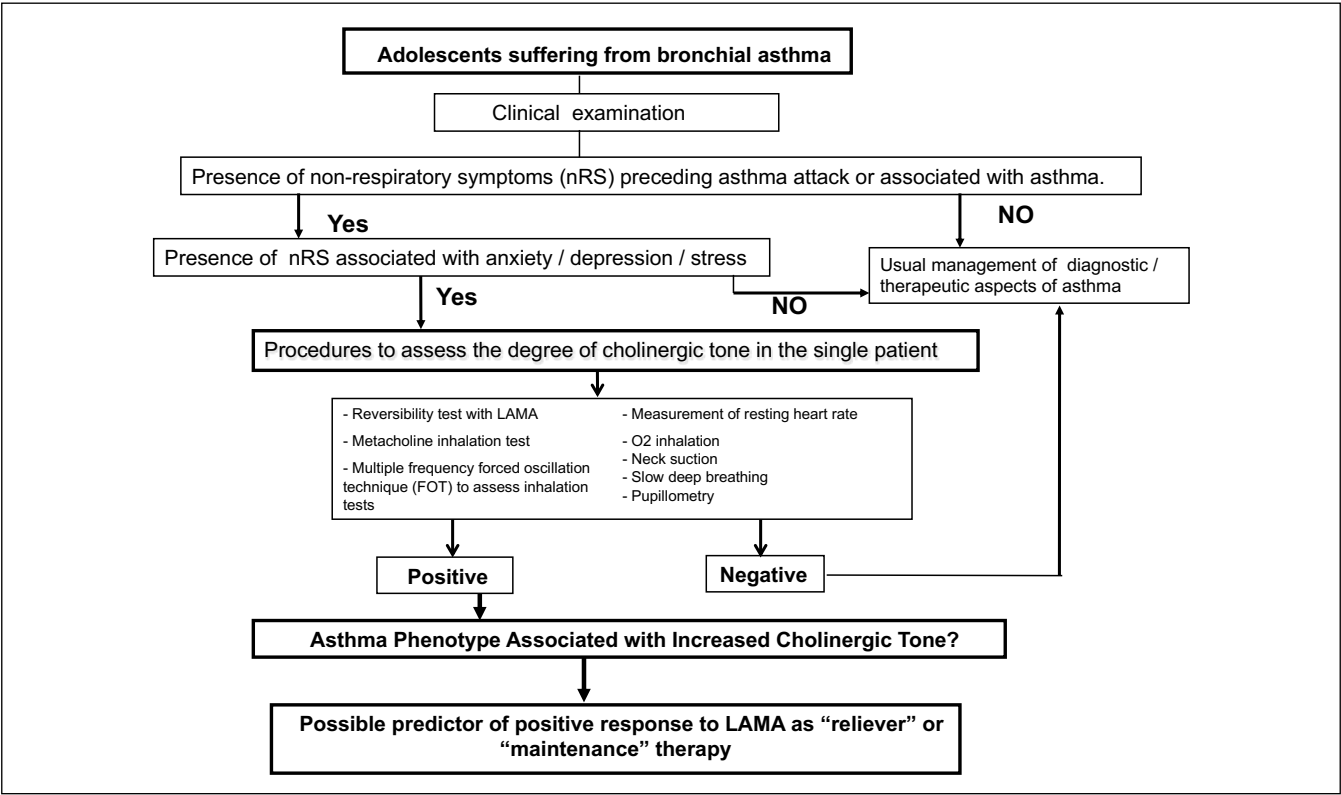 Adolescents suffering from bronchial asthma
Clinical examination
Presence of non-respiratory symptoms (nRS) preceding asthma attack or associated with asthma.
Yes
NO
Presence of nRS associated with anxiety / depression / stress
Usual management of diagnostic /
therapeutic aspects of asthma
Yes
NO
Procedures to assess the degree of cholinergic tone in the single patient
- Reversibility test with LAMA
- Metacholine inhalation test
- Multiple frequency forced oscillation
technique (FOT) to assess inhalation
tests
- Measurement of resting heart rate
- O2 inhalation
- Neck suction
- Slow deep breathing
- Pupillometry
Positive
Negative
Asthma Phenotype Associated with Increased Cholinergic Tone?
Possible predictor of positive response to LAMA as “reliever” or
“maintenance” therapy